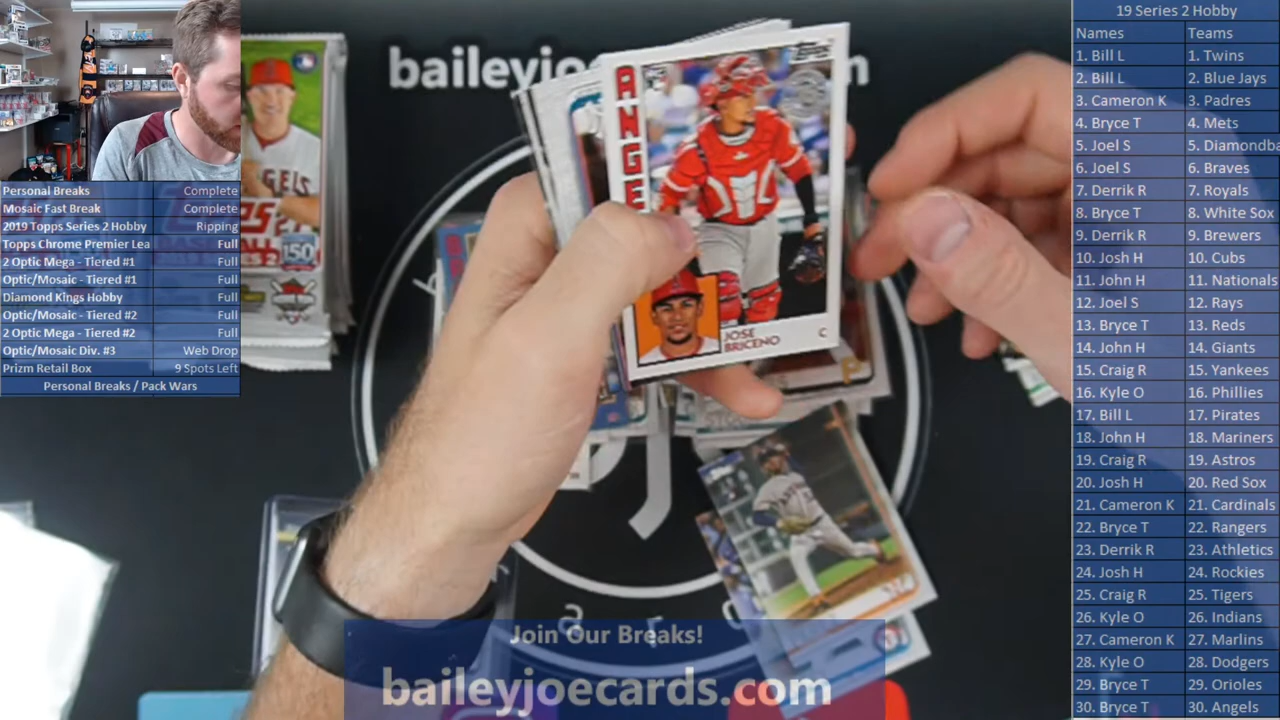 baileyjoe m
19 Series 2 Hobby
Names Teams
1. Bill L 1. Twins
2. Bill L 2. Blue Jays
3. Cameron K 3. Padres
4. Bryce T 4. Mets
5. Joel S 5. Diamondba
6. Joel S 6. Braves
7. Derrik R 7. Royals
8. Bryce T 8. White Sox
9. Derrik R 9. Brewers
10. Josh H 10. Cubs
11. John H 11. Nationals
12. Joel S 12. Rays
13. Bryce T 13. Reds
14. John H 14. Giants
15. Craig R 15. Yankees
16. Kyle O 16. Phillies
17. Bill L 17. Pirates
18. John H 18. Mariners
19. Craig R 19. Astros
20. Josh H 20. Red Sox
21. Cameron K 21. Cardinals
22. Bryce T 22. Rangers
23. Derrik R 23. Athletics
24. Josh H 24. Rockies
25. Craig R 25. Tigers
26. Kyle O 26. Indians
27. Cameron K 27. Marlins
28. Kyle O 28. Dodgers
29. Bryce T 29. Orioles
30. Bryce T 30. Angels
Personal Breaks Complete
Mosaic Fast Break Complete
2019 Topps Series 2 Hobby Ripping
Topps Chrome Premier Lea Full
2 Optic Mega - Tiered #1 Full
Optic/Mosaic - Tiered #1 Full
Diamond Kings Hobby Full
Optic/Mosaic - Tiered #2 Full
2 Optic Mega - Tiered #2 Full
Optic/Mosaic Div. #3 Web Drop
Prizm Retail Box 9 Spots Left
Personal Breaks / Pack Wars
ANGE
Topps
JOSE
BRICENO
C
150
P
a r
Join Our Breaks!
baileyjoecards.com